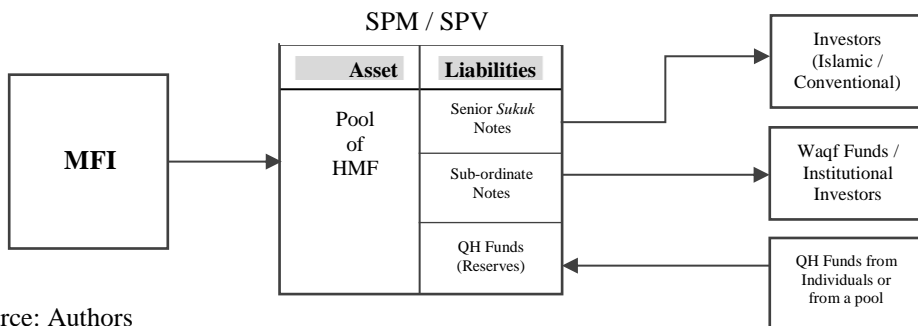 SPM / SPV
MFI
Asset
Liabilities
Pool
of
HMF
Senior Sukuk
Notes
Sub-ordinate
Notes
QH Funds
(Reserves)
Investors
(Islamic /
Conventional)
Waqf Funds /
Institutional
Investors
QH Funds from
Individuals or
from a pool
rce: Authors